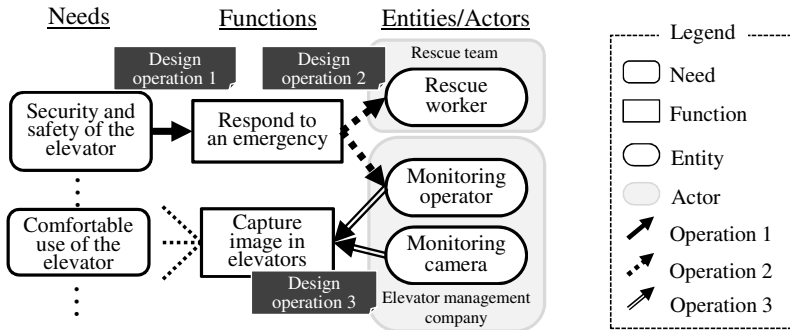 Needs
Functions
Entities/Actors
Legend
Design
operation 1
Design
operation 2
Rescue team
Rescue
worker
Need
Function
Entity
Actor
Operation 1
Operation 2
Operation 3
Security and
safety of the
elevator
Respond to
an emergency
Monitoring
operator
Comfortable
use of the
elevator
Capture
image in
elevators
Monitoring
camera
Design
operation 3
Elevator management
company